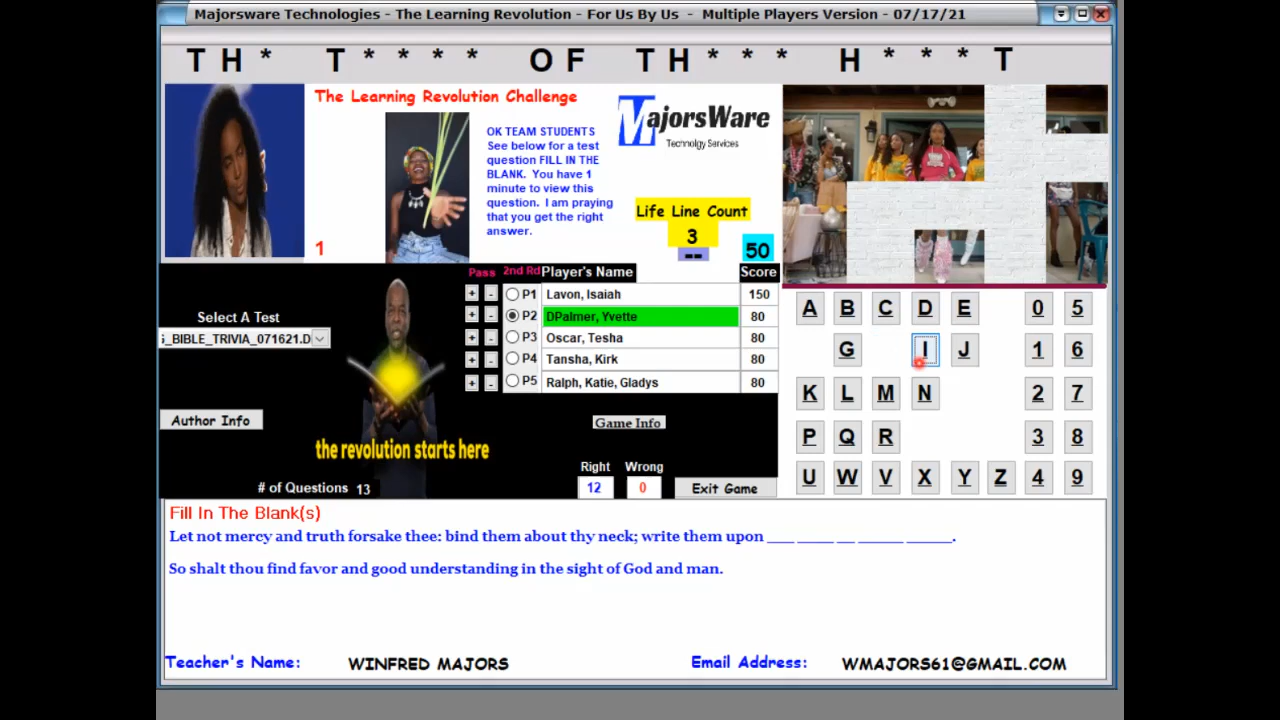 Majorsware Technologies - The Learning Revolution - For Us By Us - Multiple Players Version - 07/17/21
T H * T * * * * O F T H * * * H * * * T
The Learning Revolution Challenge
1
OK TEAM STUDENTS
See below for a test
question FILL IN THE
BLANK. You have 1
minute to view this
question. I am praying
that you get the right
answer.
MajorsWare
Technolgy Services
Life Line Count
3
--
50
Pass 2nd Rd Player's Name Score
+ - P1 Lavon, Isaiah 150
+ - P2 DPalmer, Yvette 80
+ - P3 Oscar, Tesha 80
+ - P4 Tansha, Kirk 80
+ - P5 Ralph, Katie, Gladys 80
Select A Test
_BIBLE_TRIVIA_071621.D
Author Info
the revolution starts here
Game Info
Right Wrong
# of Questions 13 12 0 Exit Game
A B C D E 0 5
G I J 1 6
K L M N 2 7
P Q R 3 8
U W V X Y Z 4 9
Fill In The Blank(s)
Let not mercy and truth forsake thee: bind them about thy neck; write them upon ___ ____ __ _____ _____.
So shalt thou find favor and good understanding in the sight of God and man.
Teacher's Name: WINFRED MAJORS Email Address: WMAJORS61@GMAIL.COM